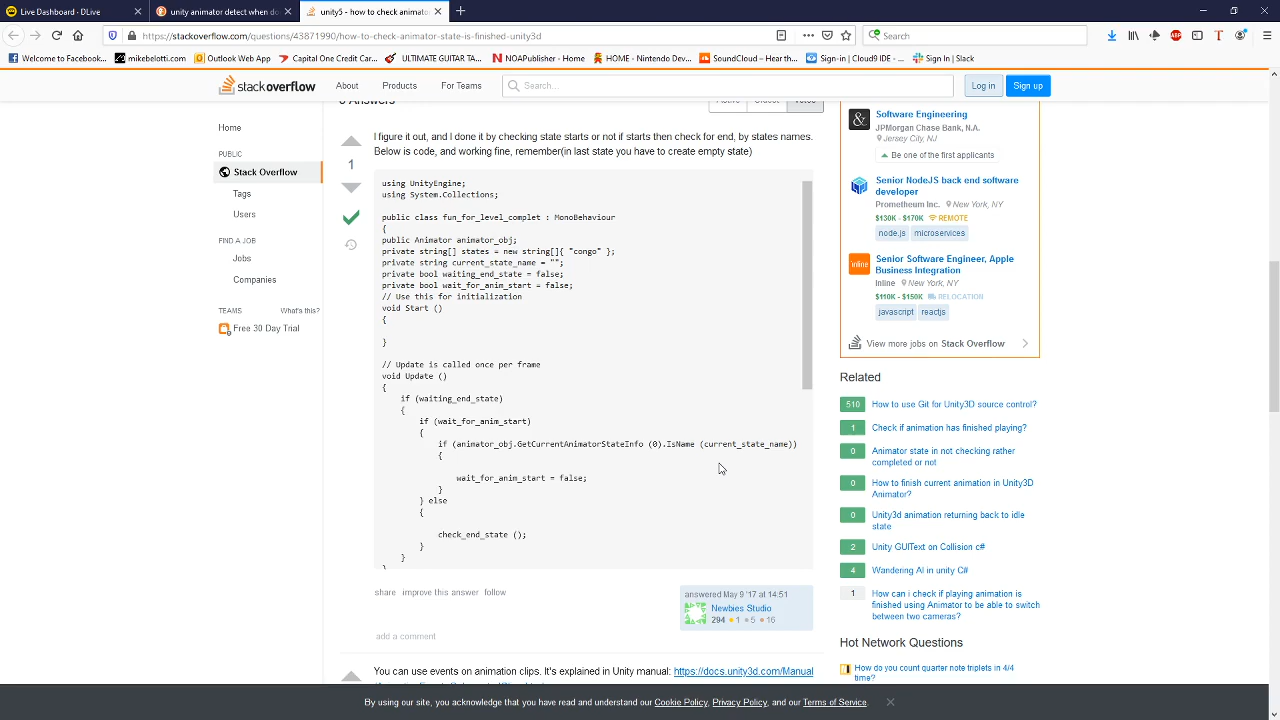 Live Dashboard - DLive
unity animator detect when do
unity5 - how to check animator
https://stackoverflow.com/questions/43871990/how-to-check-animator-state-is-finished-unity3d
Search
Welcome to Facebook...
mikebelotti.com
Outlook Web App
Capital One Credit Car...
ULTIMATE GUITAR TA...
NOAPublisher - Home
HOME - Nintendo Dev...
SoundCloud – Hear th...
Sign-in | Cloud9 IDE - ...
Sign In | Slack
stackoverflow
About
Products
For Teams
Search...
Log in
Sign up
Home
PUBLIC
Stack Overflow
Tags
Users
FIND A JOB
Jobs
Companies
TEAMS
What's this?
Free 30 Day Trial
Answers
Active
Oldest
Votes
1
I figure it out, and I done it by checking state starts or not if starts then check for end, by states names.
Below is code, and working fine, remember(in last state you have to create empty state)
using UnityEngine;
using System.Collections;
public class fun_for_level_complet : MonoBehaviour
{
public Animator animator_obj;
private string[] states = new string[]{ "congo" };
private string current_state_name = "";
private bool waiting_end_state = false;
private bool wait_for_anim_start = false;
// Use this for initialization
void Start ()
{
}
// Update is called once per frame
void Update ()
{
if (waiting_end_state)
{
if (wait_for_anim_start)
{
if (animator_obj.GetCurrentAnimatorStateInfo (0).IsName (current_state_name))
{
wait_for_anim_start = false;
}
} else
{
check_end_state ();
}
}
}
share improve this answer follow
answered May 9 '17 at 14:51
Newbies Studio
294 1 5 16
add a comment
You can use events on animation clips. It's explained in Unity manual: https://docs.unity3d.com/Manual
Software Engineering
JPMorgan Chase Bank, N.A.
Jersey City, NJ
Be one of the first applicants
Senior NodeJS back end software
developer
Prometheum Inc. New York, NY
$130K - $170K REMOTE
node.js microservices
Senior Software Engineer, Apple
Business Integration
Inline New York, NY
$110K - $150K RELOCATION
javascript reactjs
View more jobs on Stack Overflow
Related
510 How to use Git for Unity3D source control?
1 Check if animation has finished playing?
0 Animator state in not checking rather
completed or not
0 How to finish current animation in Unity3D
Animator?
0 Unity3d animation returning back to idle
state
2 Unity GUIText on Collision c#
4 Wandering AI in unity C#
1 How can i check if playing animation is
finished using Animator to be able to switch
between two cameras?
Hot Network Questions
How do you count quarter note triplets in 4/4
time?
By using our site, you acknowledge that you have read and understand our Cookie Policy, Privacy Policy, and our Terms of Service.